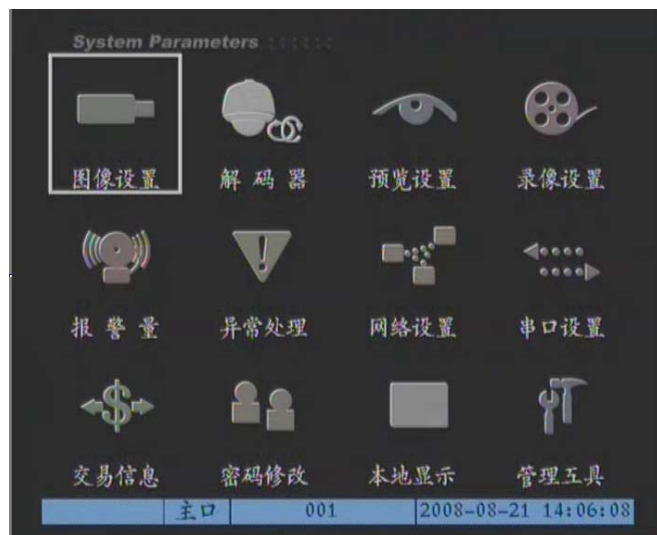 System Parameters
图像设置 解 码 器 预览设置 录像设置
报 警 量 异常处理 网络设置 串口设置
交易信息 密码修改 本地显示 管理工具
主口 001 2008-08-21 14:06:08